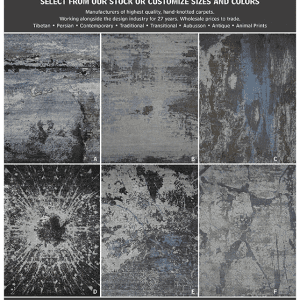 SELECT FROM OUR STOCK OR CUSTOMIZE SIZES AND COLORS
Manufacturers of highest quality, hand-knotted carpets.
Working alongside the design industry for 27 years. Wholesale prices to trade.
Tibetan • Persian • Contemporary • Traditional • Transitional • Aubusson • Antique • Animal Prints
A
B
C
D
E
F